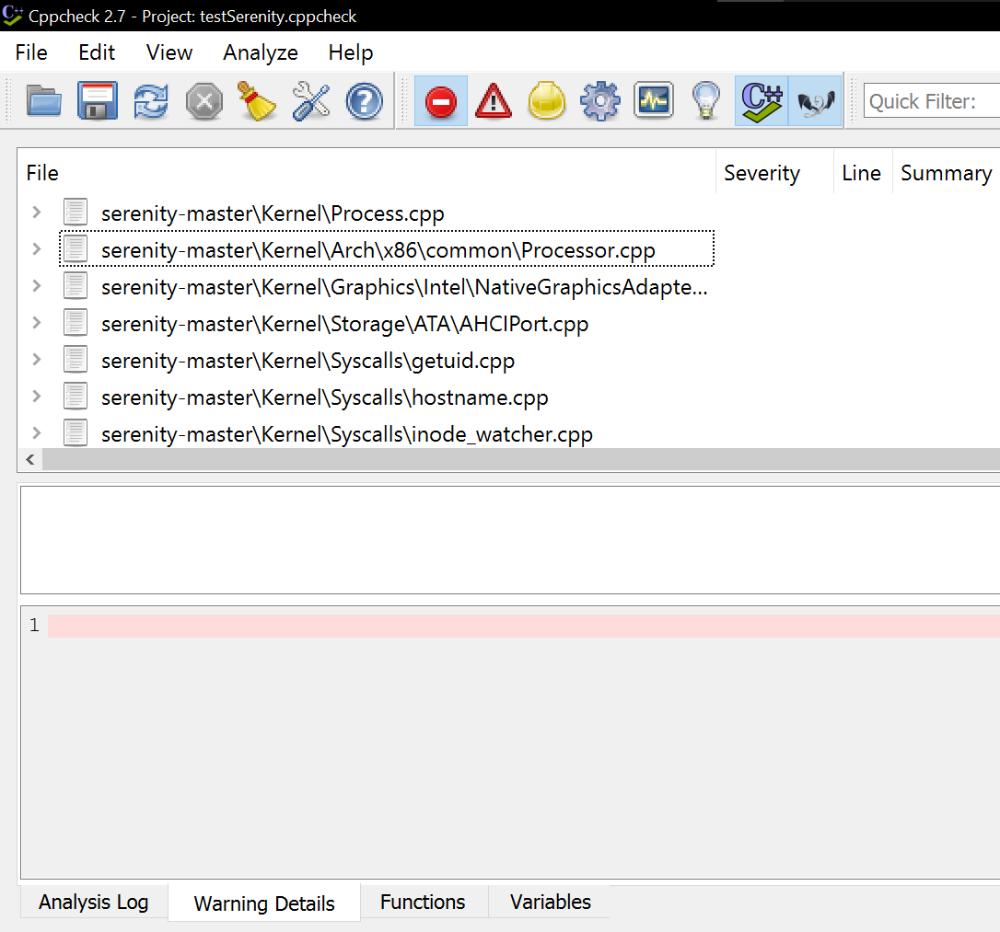 Cppcheck 2.7 - Project: testSerenity.cppcheck
File Edit View Analyze Help
C++ Quick Filter:
File Severity Line Summary
serenity-master\Kernel\Process.cpp
serenity-master\Kernel\Arch\x86\common\Processor.cpp
serenity-master\Kernel\Graphics\Intel\NativeGraphicsAdapte...
serenity-master\Kernel\Storage\ATA\AHCIPort.cpp
serenity-master\Kernel\Syscalls\getuid.cpp
serenity-master\Kernel\Syscalls\hostname.cpp
serenity-master\Kernel\Syscalls\inode_watcher.cpp
1
Analysis Log Warning Details Functions Variables